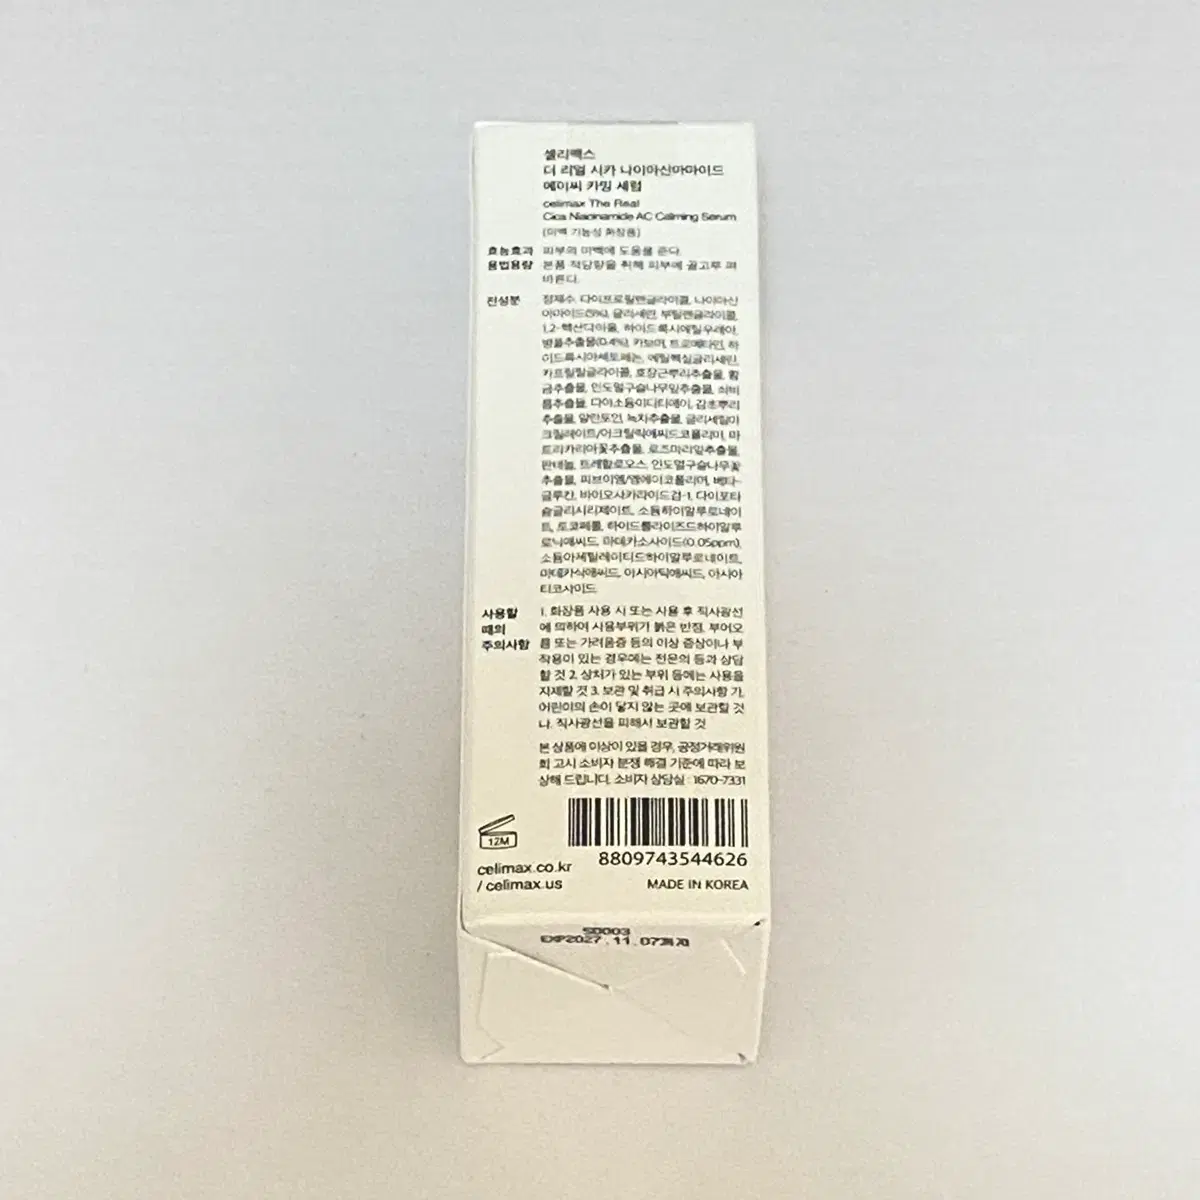 셀리맥스
더 리얼 시카 나이아신아마이드
에이씨 카밍 세럼
celimax The Real
Cica Niacinamide AC Calming Serum
(미백 기능성 화장품)
효능효과 피부의 미백에 도움을 준다.
용법용량 본품 적당량을 취해 피부에 골고루 펴
바른다.
전성분 정제수, 다이프로필렌글라이콜, 나이아신
아마이드(5%), 글리세린, 부틸렌글라이콜,
1,2-헥산다이올, 하이드록시에틸우레아,
병풀추출물(0.4%), 카보머, 트로메타민, 하
이드록시아세토페논, 에틸헥실글리세린,
카프릴릴글라이콜, 호장근뿌리추출물, 황
금추출물, 인도멀구슬나무잎추출물, 쇠비
름추출물, 다이소듐이디티에이, 감초뿌리
추출물, 알란토인, 녹차추출물, 글리세릴아
크릴레이트/아크릴릭애씨드코폴리머, 마
트리카리아꽃추출물, 로즈마리잎추출물,
판테놀, 트레할로오스, 인도멀구슬나무꽃
추출물, 피브이엠/엠에이코폴리머, 베타-
글루칸, 바이오사카라이드검-1, 다이포타
슘글리시리제이트, 소듐하이알루로네이
트, 토코페롤, 하이드롤라이즈드하이알루
로닉애씨드, 마데카소사이드(0.05ppm),
소듐아세틸레이티드하이알루로네이트,
마데카식애씨드, 아시아틱애씨드, 아시아
티코사이드
사용할 1. 화장품 사용 시 또는 사용 후 직사광선
때의 에 의하여 사용부위가 붉은 반점, 부어오
주의사항 름 또는 가려움증 등의 이상 증상이나 부
작용이 있는 경우에는 전문의 등과 상담
할 것 2. 상처가 있는 부위 등에는 사용을
자제할 것 3. 보관 및 취급 시 주의사항 가.
어린이의 손이 닿지 않는 곳에 보관할 것
나. 직사광선을 피해서 보관할 것
본 상품에 이상이 있을 경우, 공정거래위원
회 고시 소비자 분쟁 해결 기준에 따라 보
상해 드립니다. 소비자 상담실 : 1670-7331
12M
8809743544626
celimax.co.kr
/ celimax.us
MADE IN KOREA
SD003
EXP2027.11.07까지